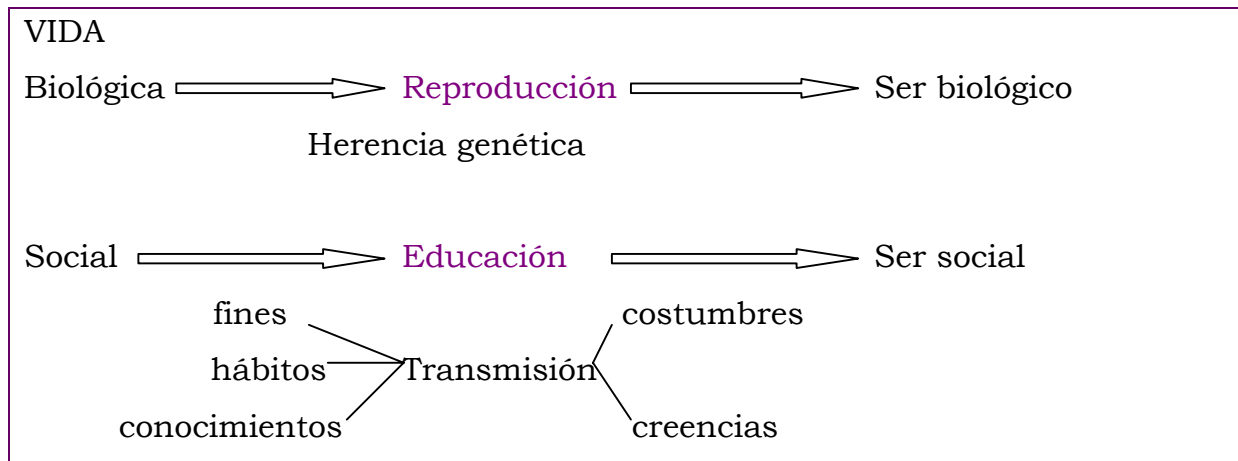 VIDA
Biológica Reproducción Ser biológico
Herencia genética
Social Educación Ser social
fines costumbres
hábitos Transmisión
conocimientos creencias